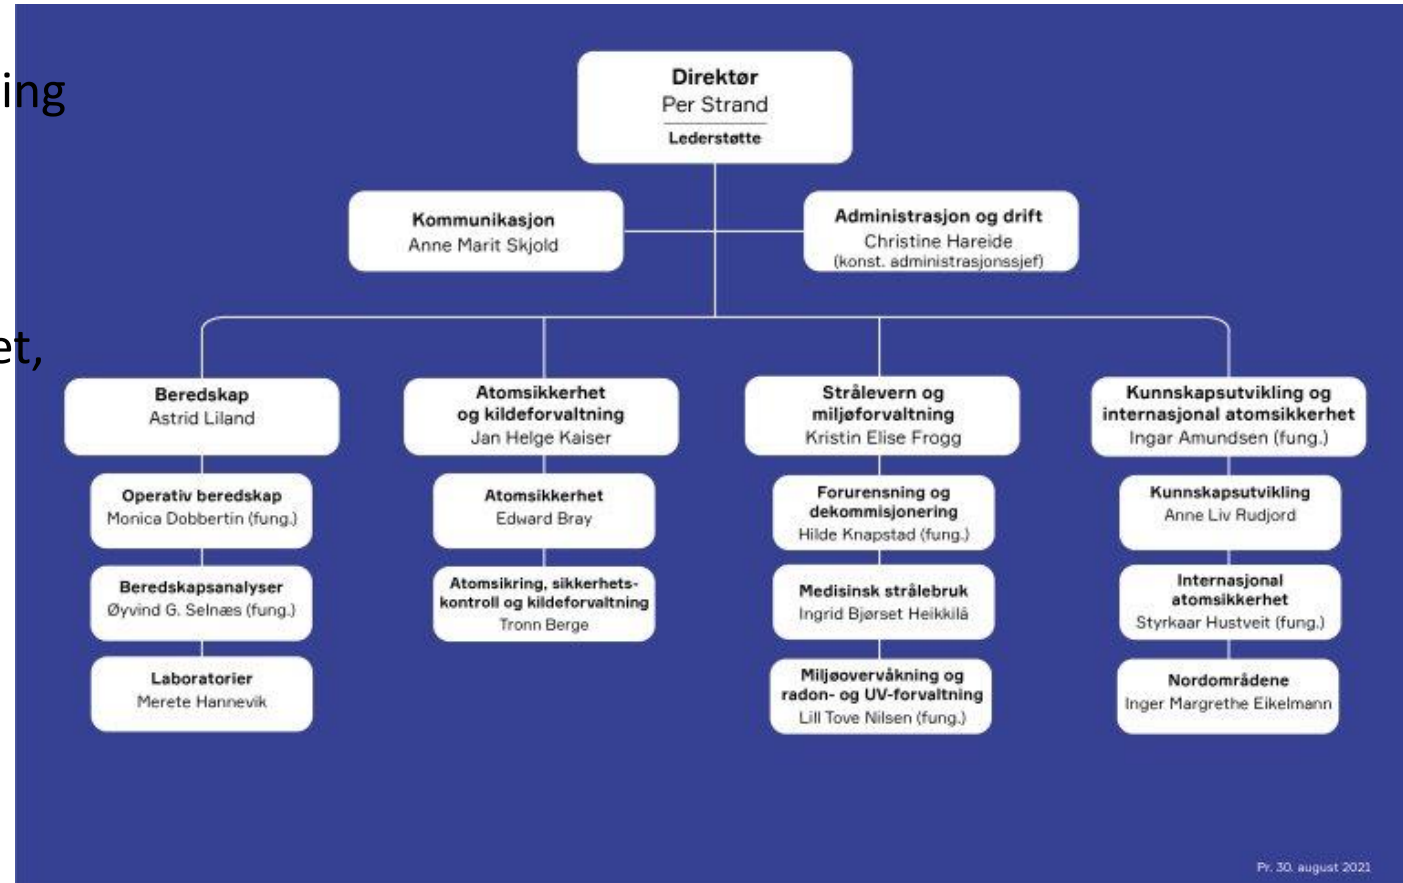 ing
et,
Direktør
Per Strand
Lederstøtte
Kommunikasjon
Anne Marit Skjold
Administrasjon og drift
Christine Hareide
(konst. administrasjonssjef)
Beredskap
Astrid Liland
Operativ beredskap
Monica Dobbertin (fung.)
Beredskapsanalyser
Øyvind G. Selnæs (fung.)
Laboratorier
Merete Hannevik
Atomsikkerhet
og kildeforvaltning
Jan Helge Kaiser
Atomsikkerhet
Edward Bray
Atomsikring, sikkerhets-
kontroll og kildeforvaltning
Tronn Berge
Strålevern og
miljøforvaltning
Kristin Elise Frogg
Forurensning og
dekommisjonering
Hilde Knapstad (fung.)
Medisinsk strålebruk
Ingrid Bjørset Heikkilä
Miljøovervåkning og
radon- og UV-forvaltning
Lill Tove Nilsen (fung.)
Kunnskapsutvikling og
internasjonal atomsikkerhet
Ingar Amundsen (fung.)
Kunnskapsutvikling
Anne Liv Rudjord
Internasjonal
atomsikkerhet
Styrkaar Hustveit (fung.)
Nordområdene
Inger Margrethe Eikelmann
Pr. 30. august 2021